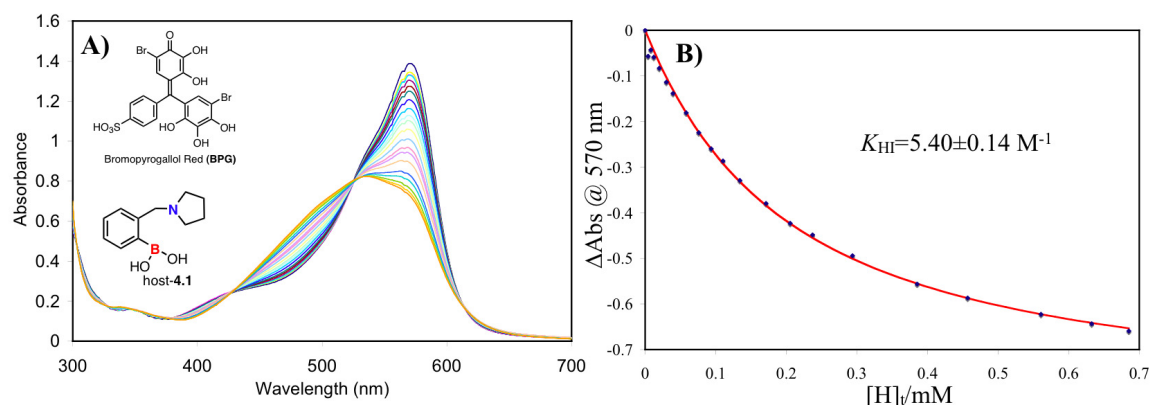 A)
1.6
1.4
1.2
1
0.8
0.6
0.4
0.2
0
Absorbance
300
400
500
600
700
Wavelength (nm)
O
Br
OH
OH
Br
HO3S
OH
OH
OH
Bromopyrogallol Red (BPG)
N
B
HO
OH
host-4.1
B)
0
-0.1
-0.2
-0.3
-0.4
-0.5
-0.6
-0.7
ΔAbs @ 570 nm
KHI=5.40±0.14 M-1
0
0.1
0.2
0.3
0.4
0.5
0.6
0.7
[H]t/mM